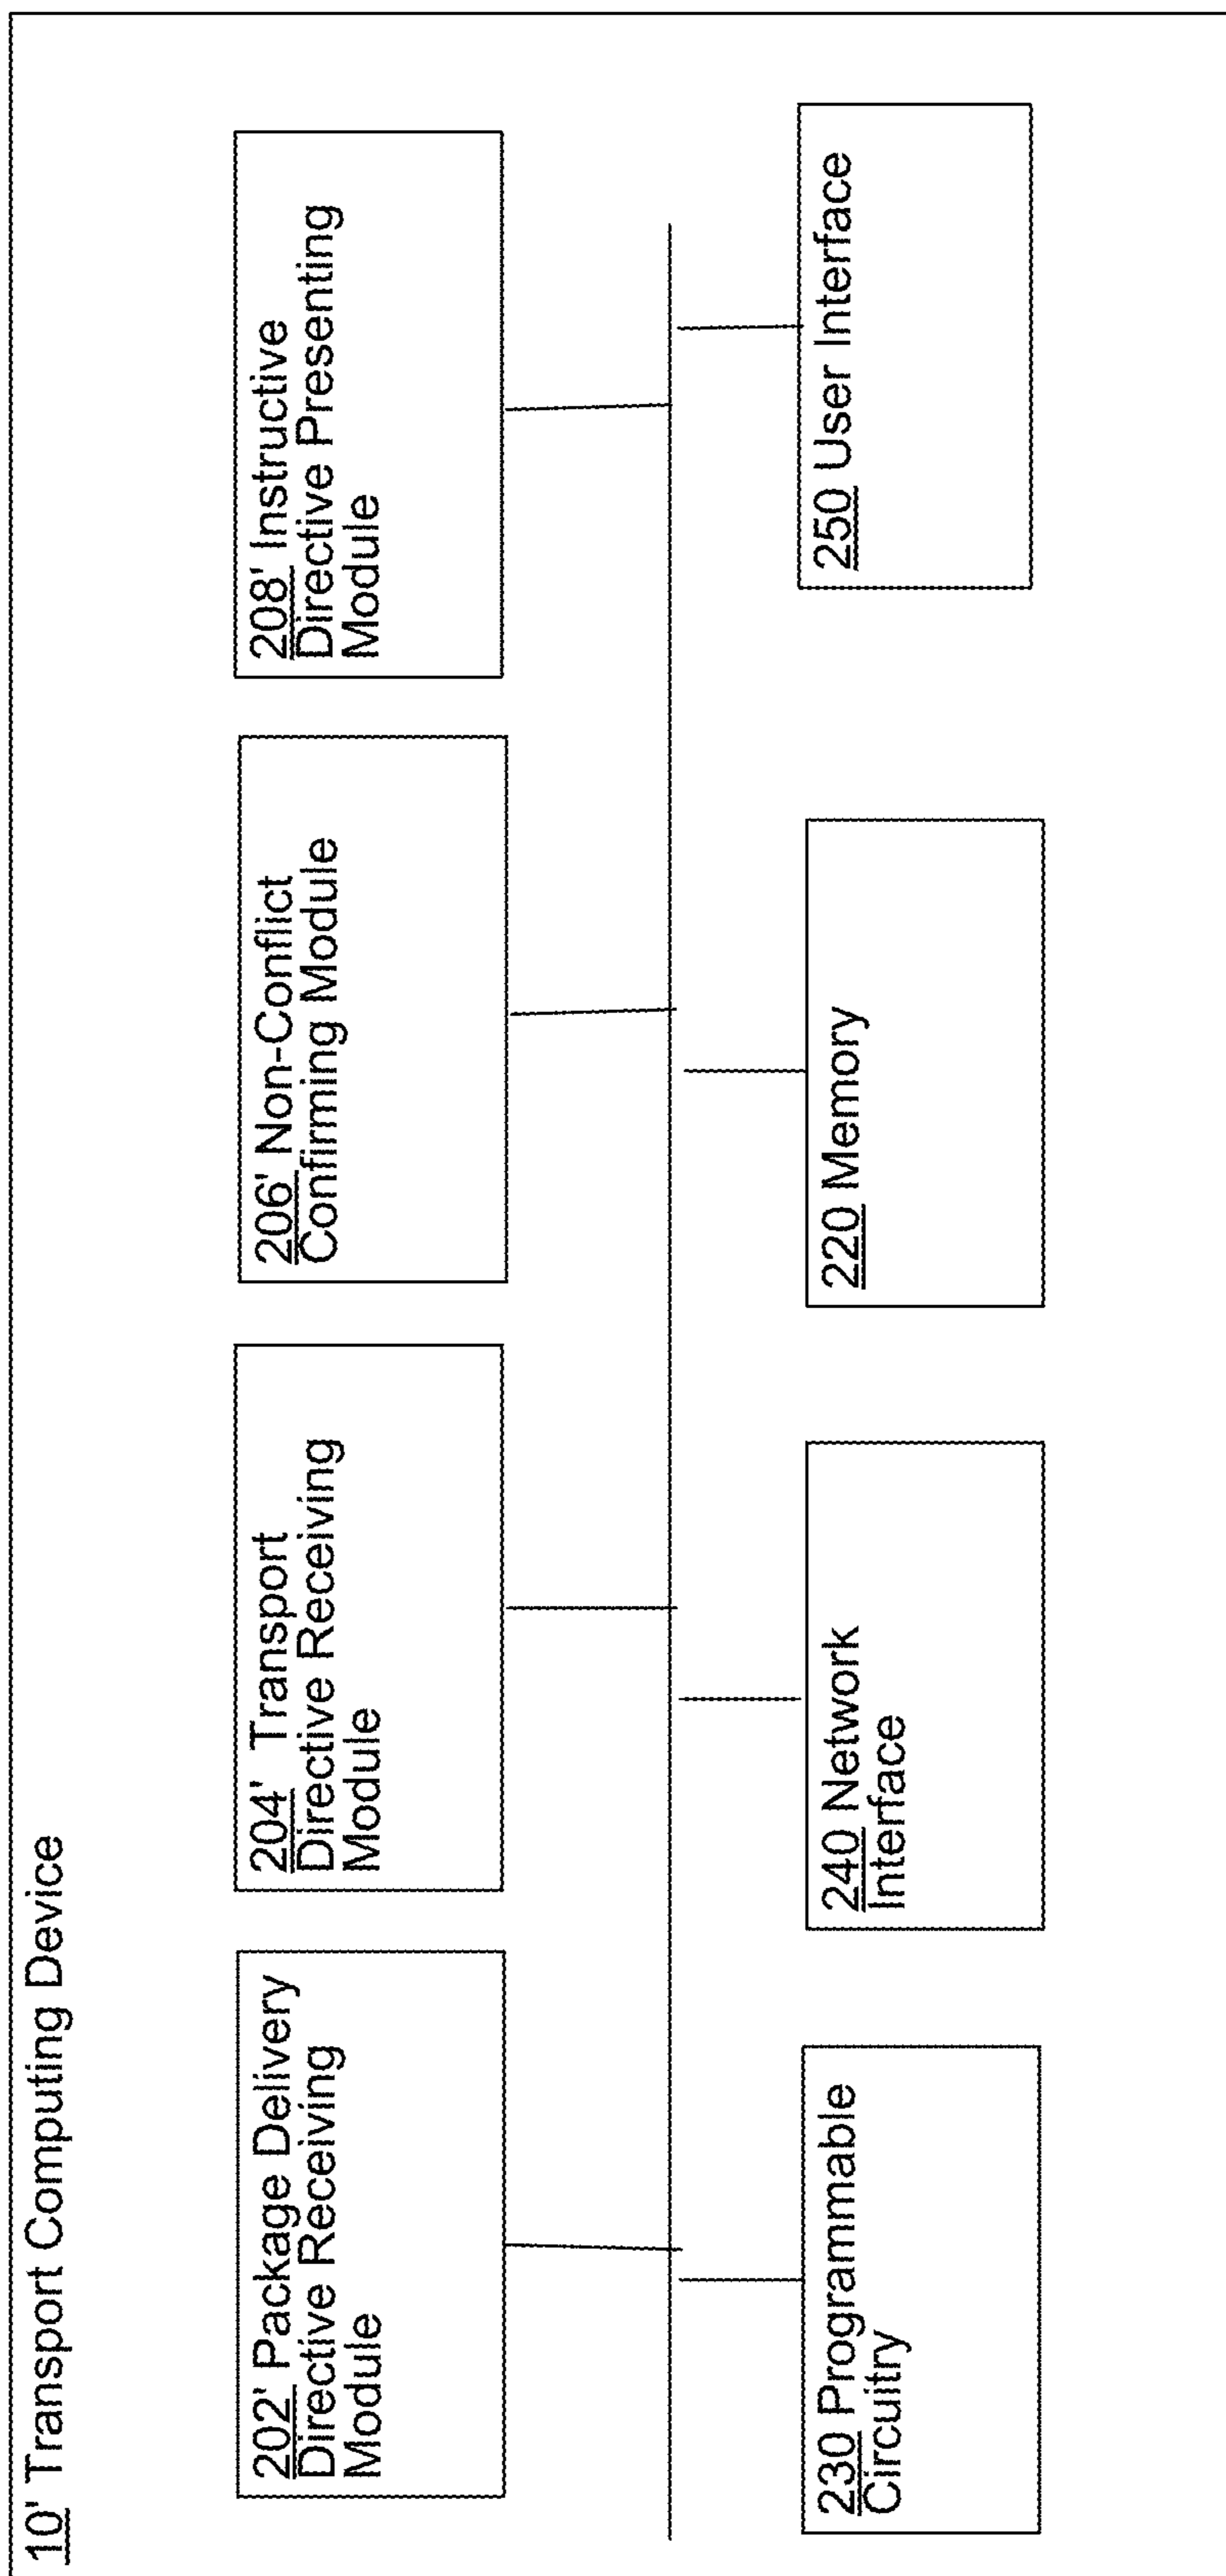 10' Transport Computing Device
202' Package Delivery
Directive Receiving
Module
204' Transport
Directive Receiving
Module
206' Non-Conflict
Confirming Module
208' Instructive
Directive Presenting
Module
230 Programmable
Circuitry
240 Network
Interface
220 Memory
250 User Interface